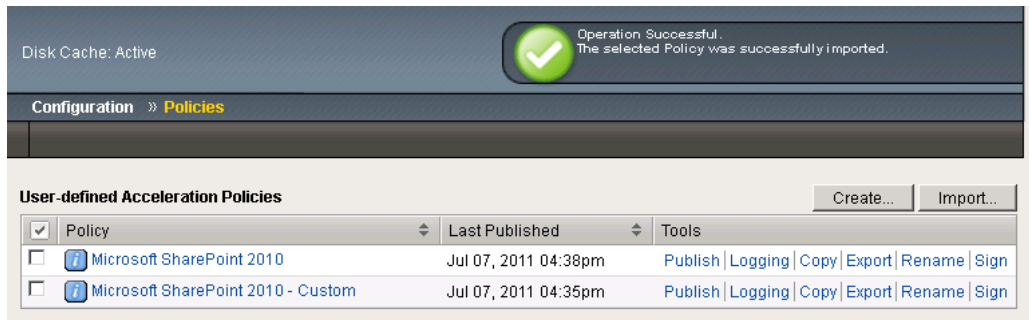 Disk Cache: Active
Operation Successful.
The selected Policy was successfully imported.
Configuration » Policies
User-defined Acceleration Policies Create... Import...
Policy Last Published Tools
Microsoft SharePoint 2010 Jul 07, 2011 04:38pm Publish|Logging|Copy|Export|Rename|Sign
Microsoft SharePoint 2010 - Custom Jul 07, 2011 04:35pm Publish|Logging|Copy|Export|Rename|Sign